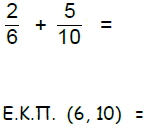 2/6 + 5/10 =
Ε.Κ.Π. (6, 10) =